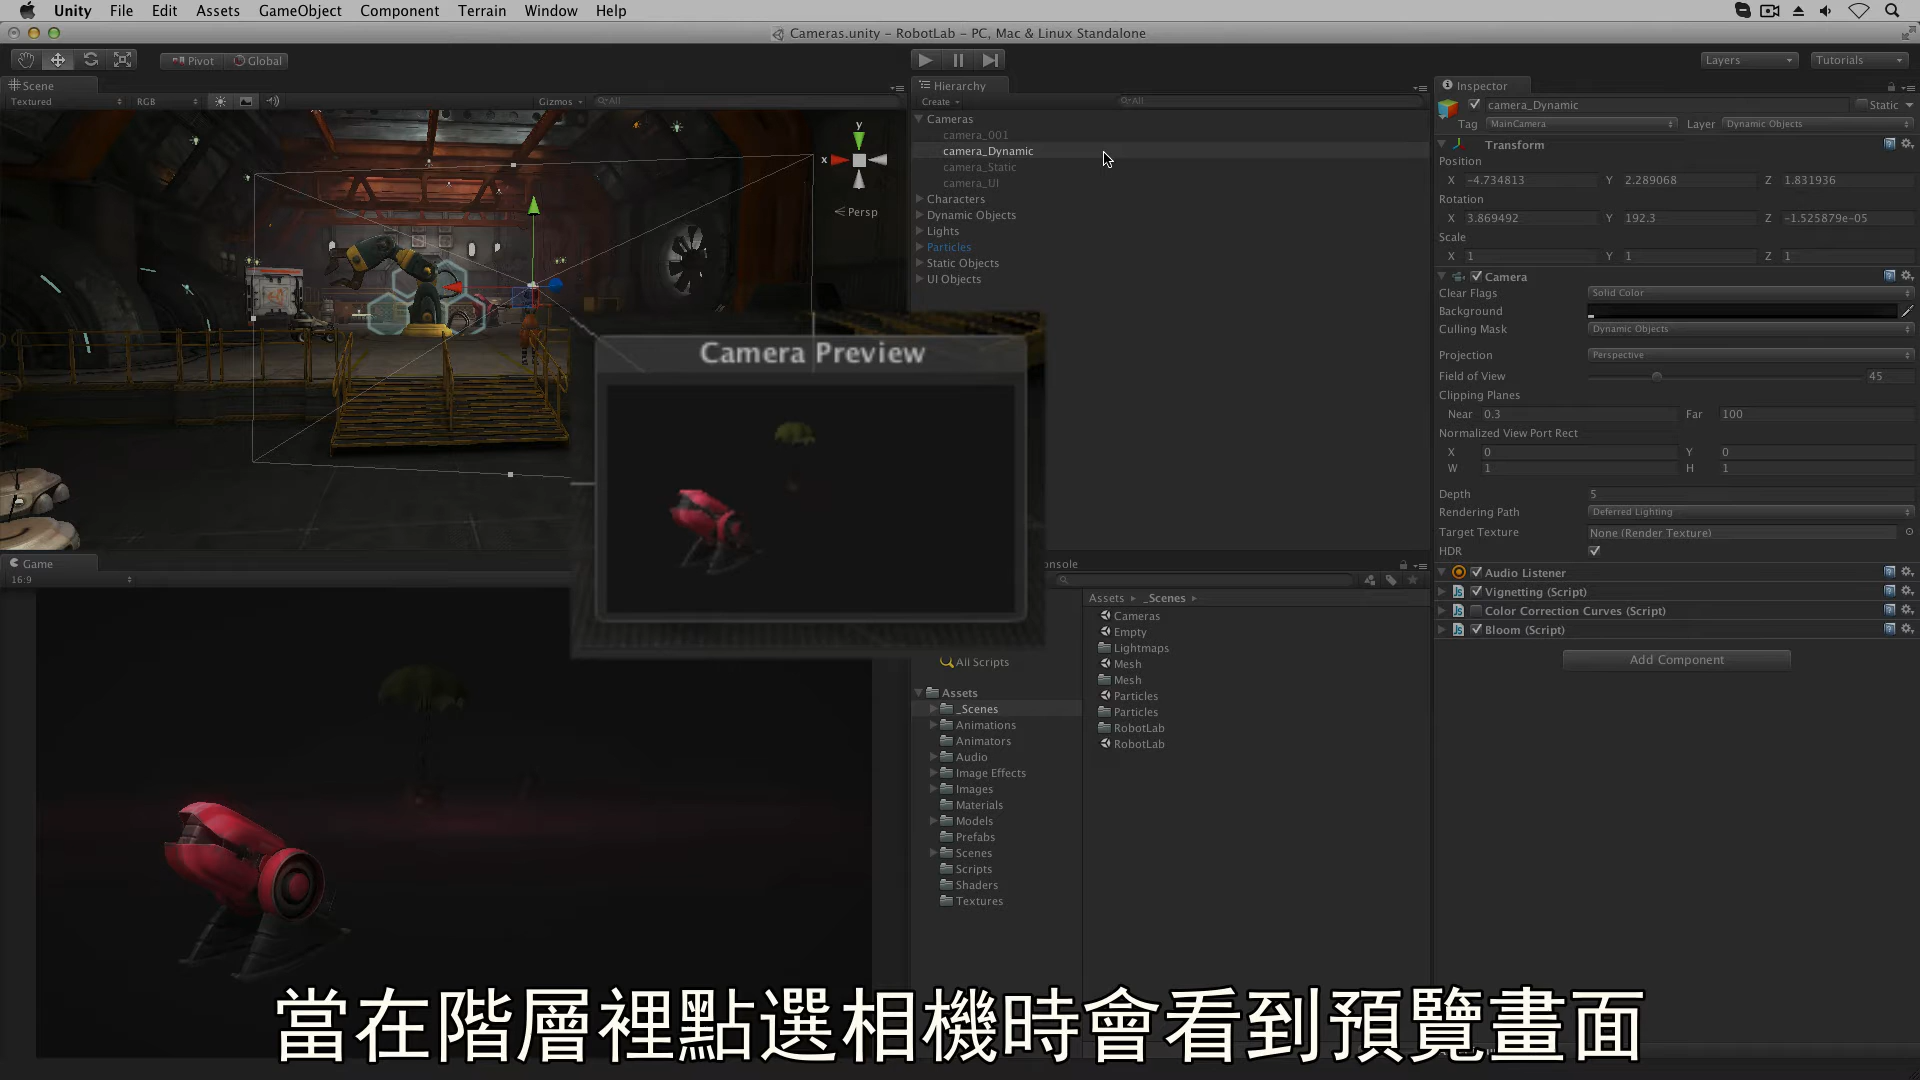 Unity File Edit Assets GameObject Component Terrain Window Help
Cameras.unity – RobotLab – PC, Mac & Linux Standalone
Pivot Global
Layers
Tutorials
Scene
Textured RGB Gizmos All
Hierarchy
Create All
Cameras
camera_001
camera_Dynamic
camera_Static
camera_UI
Characters
Dynamic Objects
Lights
Particles
Static Objects
UI Objects
y
x
Persp
Camera Preview
Inspector
camera_Dynamic Static
Tag MainCamera Layer Dynamic Objects
Transform
Position
X -4.734813 Y 2.289068 Z 1.831936
Rotation
X 3.869492 Y 192.3 Z -1.525879e-05
Scale
X 1 Y 1 Z 1
Camera
Clear Flags Solid Color
Background
Culling Mask Dynamic Objects
Projection Perspective
Field of View 45
Clipping Planes
Near 0.3 Far 100
Normalized View Port Rect
X 0 Y 0
W 1 H 1
Depth 5
Rendering Path Deferred Lighting
Target Texture None (Render Texture)
HDR
Audio Listener
Vignetting (Script)
Color Correction Curves (Script)
Bloom (Script)
Add Component
Game
16:9
onsole
All Scripts
Assets
_Scenes
Animations
Animators
Audio
Image Effects
Images
Materials
Models
Prefabs
Scenes
Scripts
Shaders
Textures
Assets _Scenes
Cameras
Empty
Lightmaps
Mesh
Mesh
Particles
Particles
RobotLab
RobotLab
當在階層裡點選相機時會看到預覽畫面